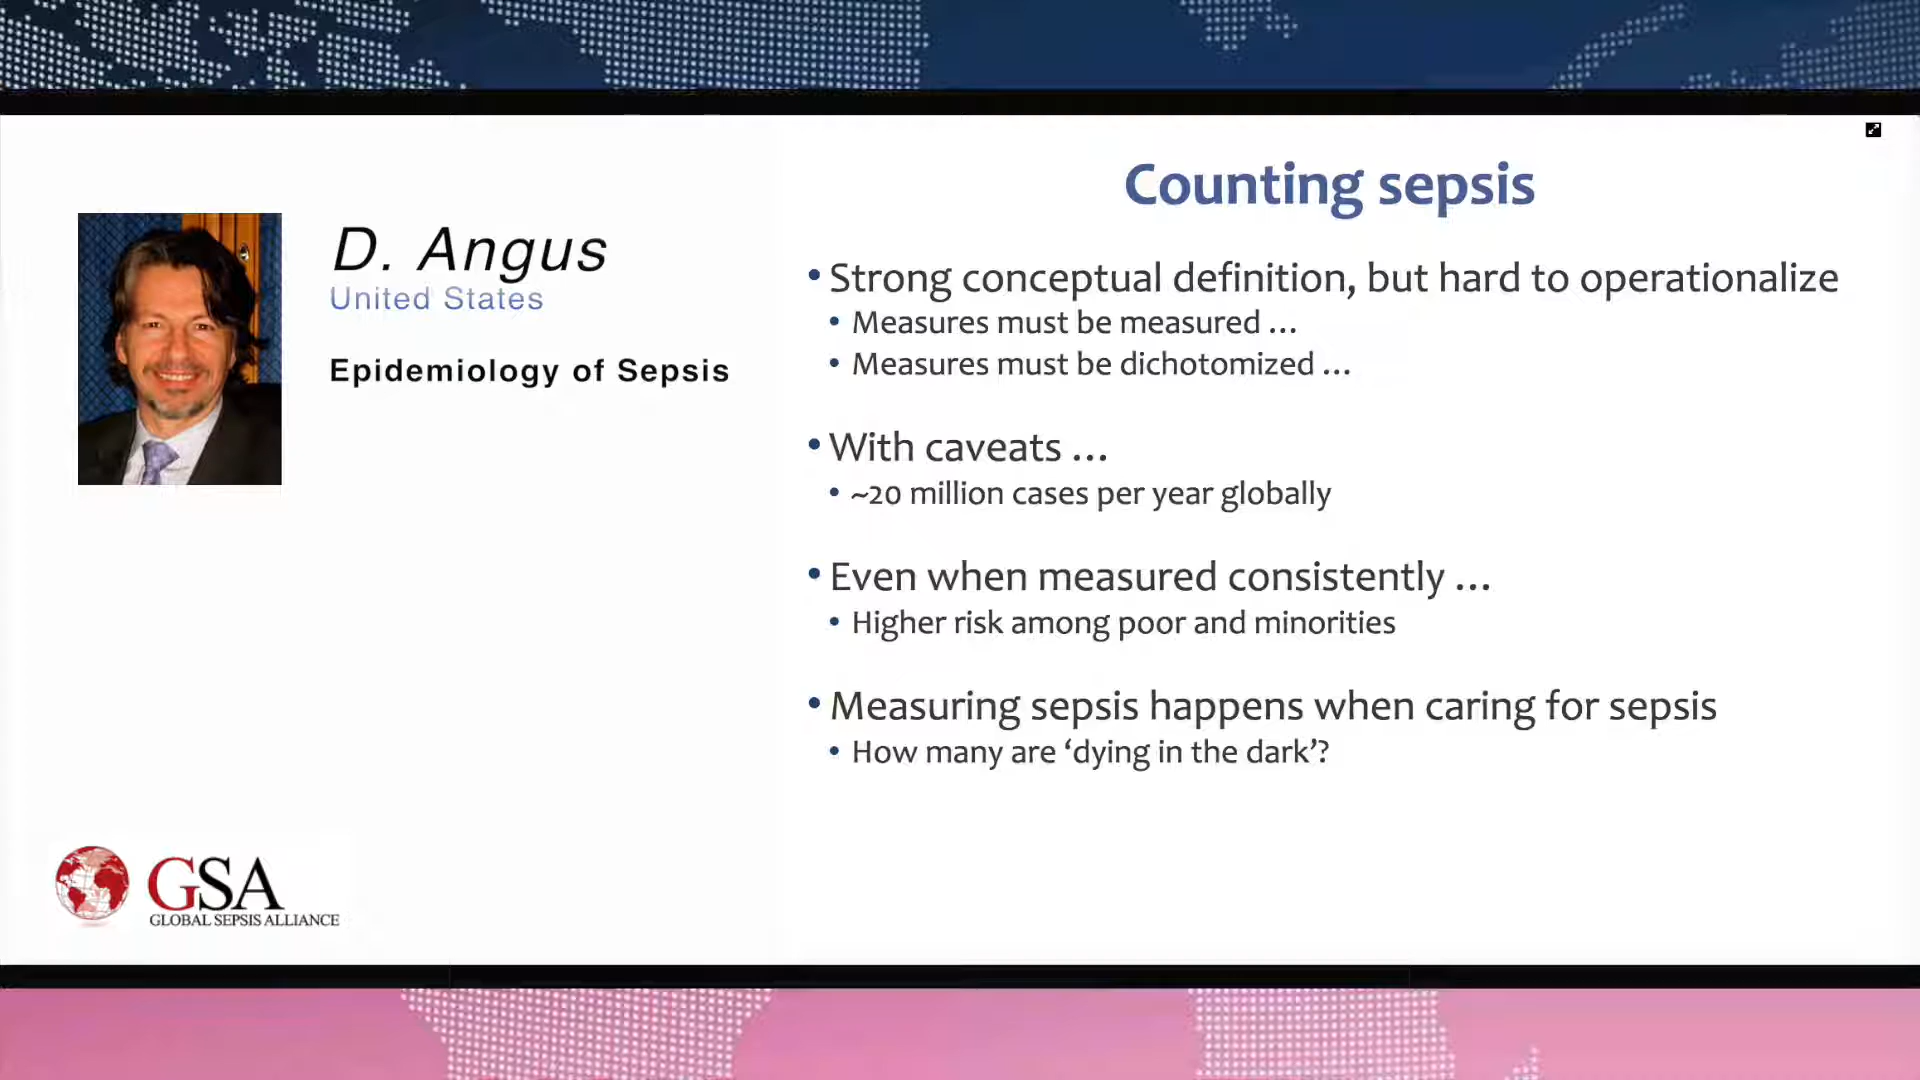 D. Angus
United States
Epidemiology of Sepsis
GSA
GLOBAL SEPSIS ALLIANCE
Counting sepsis
• Strong conceptual definition, but hard to operationalize
• Measures must be measured ...
• Measures must be dichotomized ...
• With caveats ...
• ~20 million cases per year globally
• Even when measured consistently ...
• Higher risk among poor and minorities
• Measuring sepsis happens when caring for sepsis
• How many are ‘dying in the dark’?